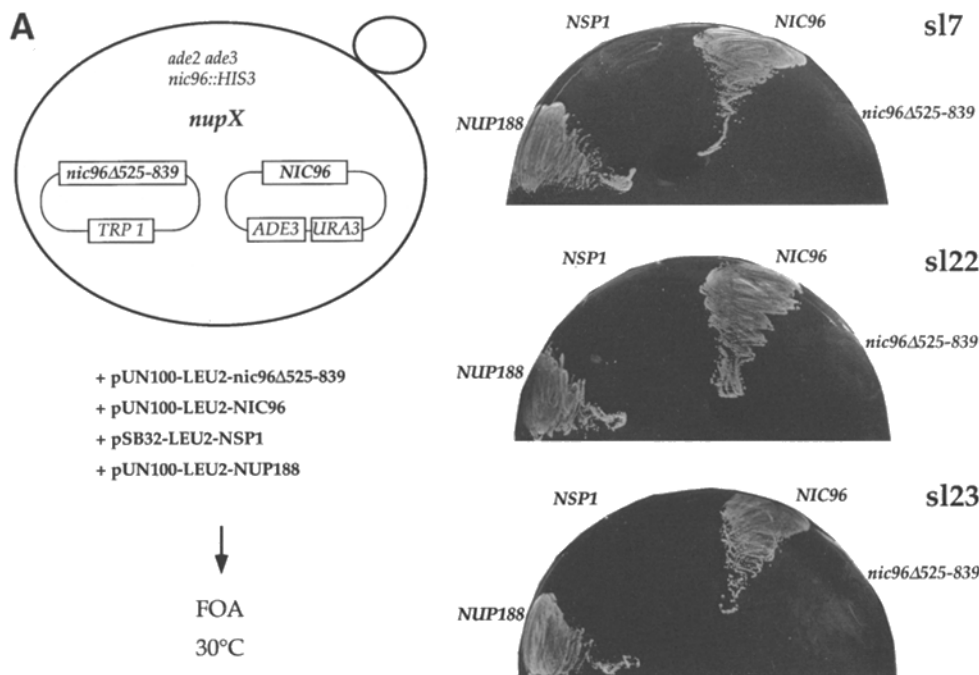 A
ade2 ade3
nic96::HIS3
nupX
nic96Δ525-839
TRP 1
NIC96
ADE3
URA3
+ pUN100-LEU2-nic96Δ525-839
+ pUN100-LEU2-NIC96
+ pSB32-LEU2-NSP1
+ pUN100-LEU2-NUP188
FOA
30°C
NSP1
NIC96
sl7
nic96Δ525-839
NUP188
NSP1
NIC96
sl22
nic96Δ525-839
NUP188
NSP1
NIC96
sl23
nic96Δ525-839
NUP188